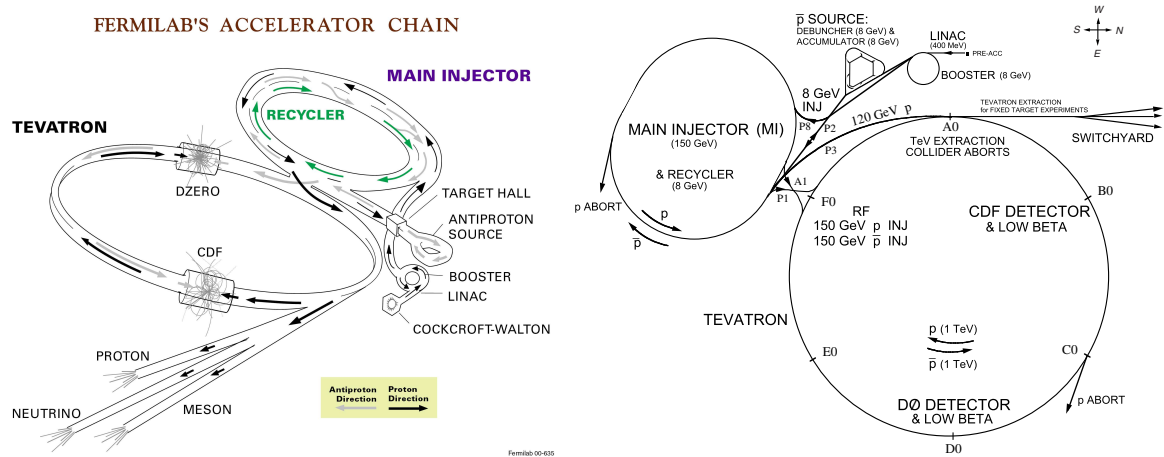 FERMILAB'S ACCELERATOR CHAIN
MAIN INJECTOR
RECYCLER
TEVATRON
DZERO
TARGET HALL
ANTIPROTON
SOURCE
CDF
BOOSTER
LINAC
COCKCROFT-WALTON
PROTON
NEUTRINO
MESON
Antiproton
Direction
Proton
Direction
Fermilab 00-635
p̅ SOURCE:
DEBUNCHER (8 GeV) &
ACCUMULATOR (8 GeV)
LINAC
(400 MeV)
PRE-ACC
BOOSTER (8 GeV)
W
S
N
E
8 GeV
INJ
MAIN INJECTOR (MI)
(150 GeV)
& RECYCLER
(8 GeV)
P8
P2
P3
120 GeV p
A0
TEVATRON EXTRACTION
for FIXED TARGET EXPERIMENTS
SWITCHYARD
TeV EXTRACTION
COLLIDER ABORTS
A1
P1
F0
p ABORT
p
p̅
RF
150 GeV p INJ
150 GeV p̅ INJ
B0
CDF DETECTOR
& LOW BETA
TEVATRON
p (1 TeV)
p̅ (1 TeV)
E0
C0
p ABORT
DØ DETECTOR
& LOW BETA
D0